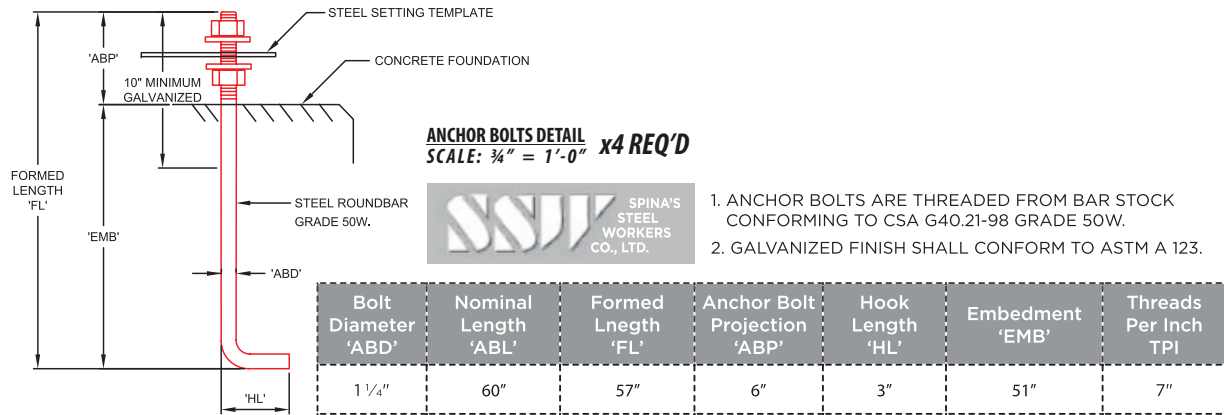 STEEL SETTING TEMPLATE
'ABP'
CONCRETE FOUNDATION
10" MINIMUM
GALVANIZED
ANCHOR BOLTS DETAIL x4 REQ'D
SCALE: ¾" = 1'-0"
FORMED
LENGTH
'FL'
STEEL ROUNDBAR
GRADE 50W.
'EMB'
'ABD'
'HL'
SSW
SPINA'S
STEEL
WORKERS
CO., LTD.
1. ANCHOR BOLTS ARE THREADED FROM BAR STOCK
CONFORMING TO CSA G40.21-98 GRADE 50W.
2. GALVANIZED FINISH SHALL CONFORM TO ASTM A 123.
Bolt Diameter 'ABD' Nominal Length 'ABL' Formed Lnegth 'FL' Anchor Bolt Projection 'ABP' Hook Length 'HL' Embedment 'EMB' Threads Per Inch TPI
1 1/4" 60" 57" 6" 3" 51" 7"